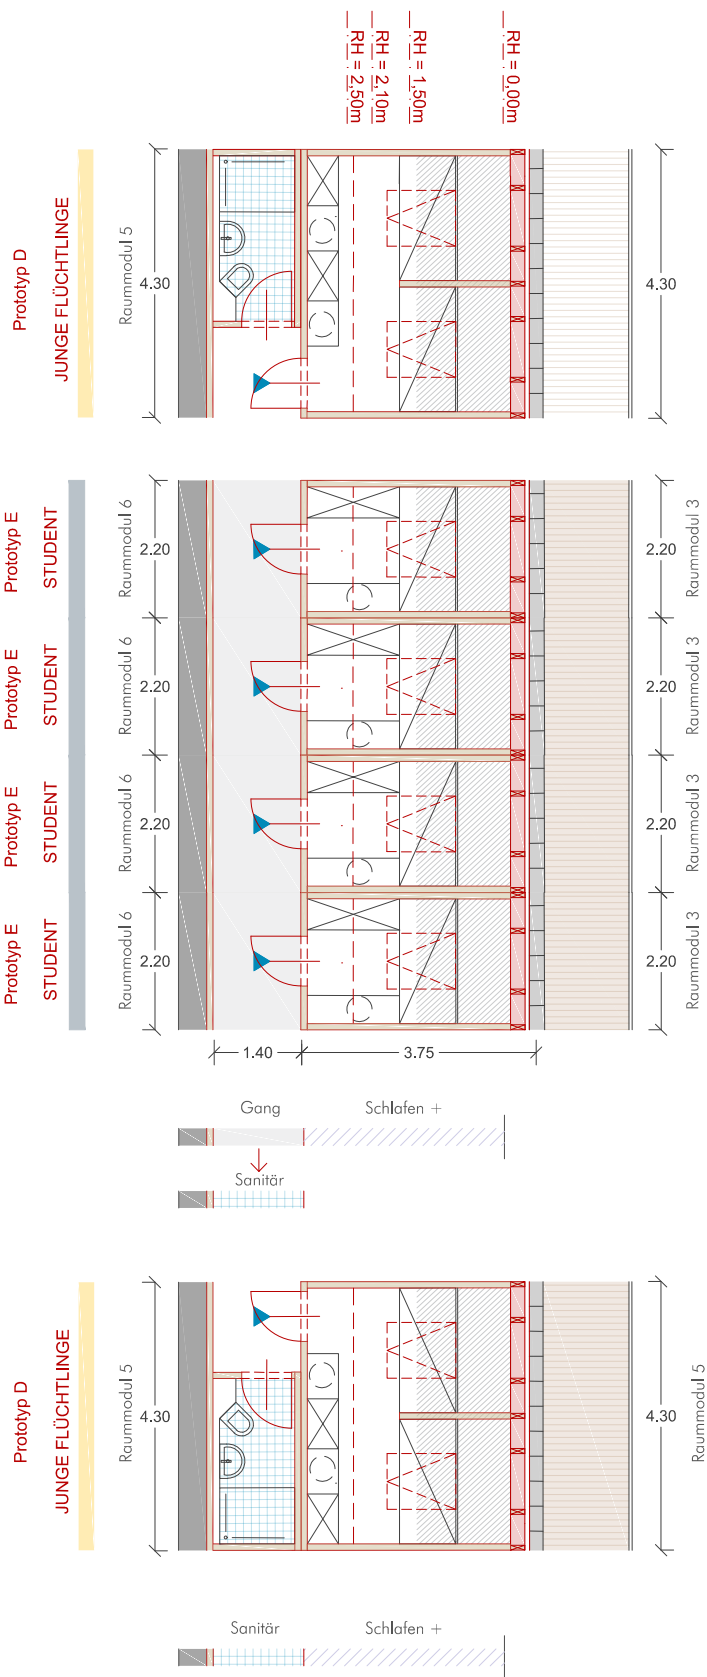 RH = 2,50m
RH = 2,10m
RH = 1,50m
RH = 0,00m
Prototyp D
JUNGE FLÜCHTLINGE
Raummodul 5
4.30
4.30
Prototyp E
STUDENT
Raummodul 6
2.20
2.20
Raummodul 3
Prototyp E
STUDENT
Raummodul 6
2.20
2.20
Raummodul 3
Prototyp E
STUDENT
Raummodul 6
2.20
2.20
Raummodul 3
Prototyp E
STUDENT
Raummodul 6
2.20
2.20
Raummodul 3
1.40
3.75
Gang
Schlafen +
Sanitär
Prototyp D
JUNGE FLÜCHTLINGE
Raummodul 5
4.30
4.30
Raummodul 5
Sanitär
Schlafen +